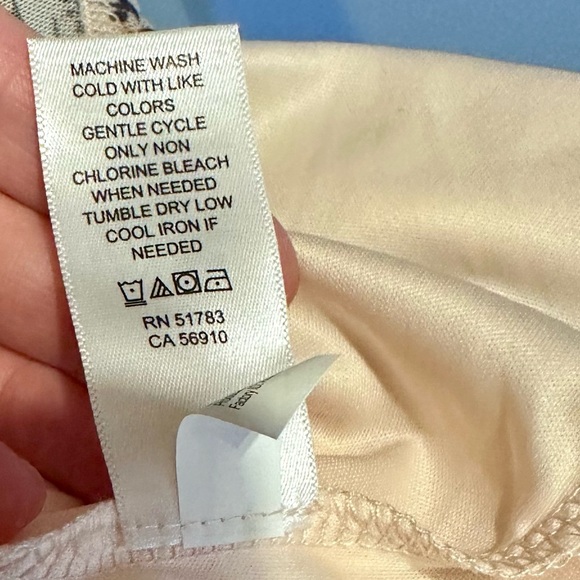 MACHINE WASH
COLD WITH LIKE
COLORS
GENTLE CYCLE
ONLY NON
CHLORINE BLEACH
WHEN NEEDED
TUMBLE DRY LOW
COOL IRON IF
NEEDED
RN 51783
CA 56910
Factory